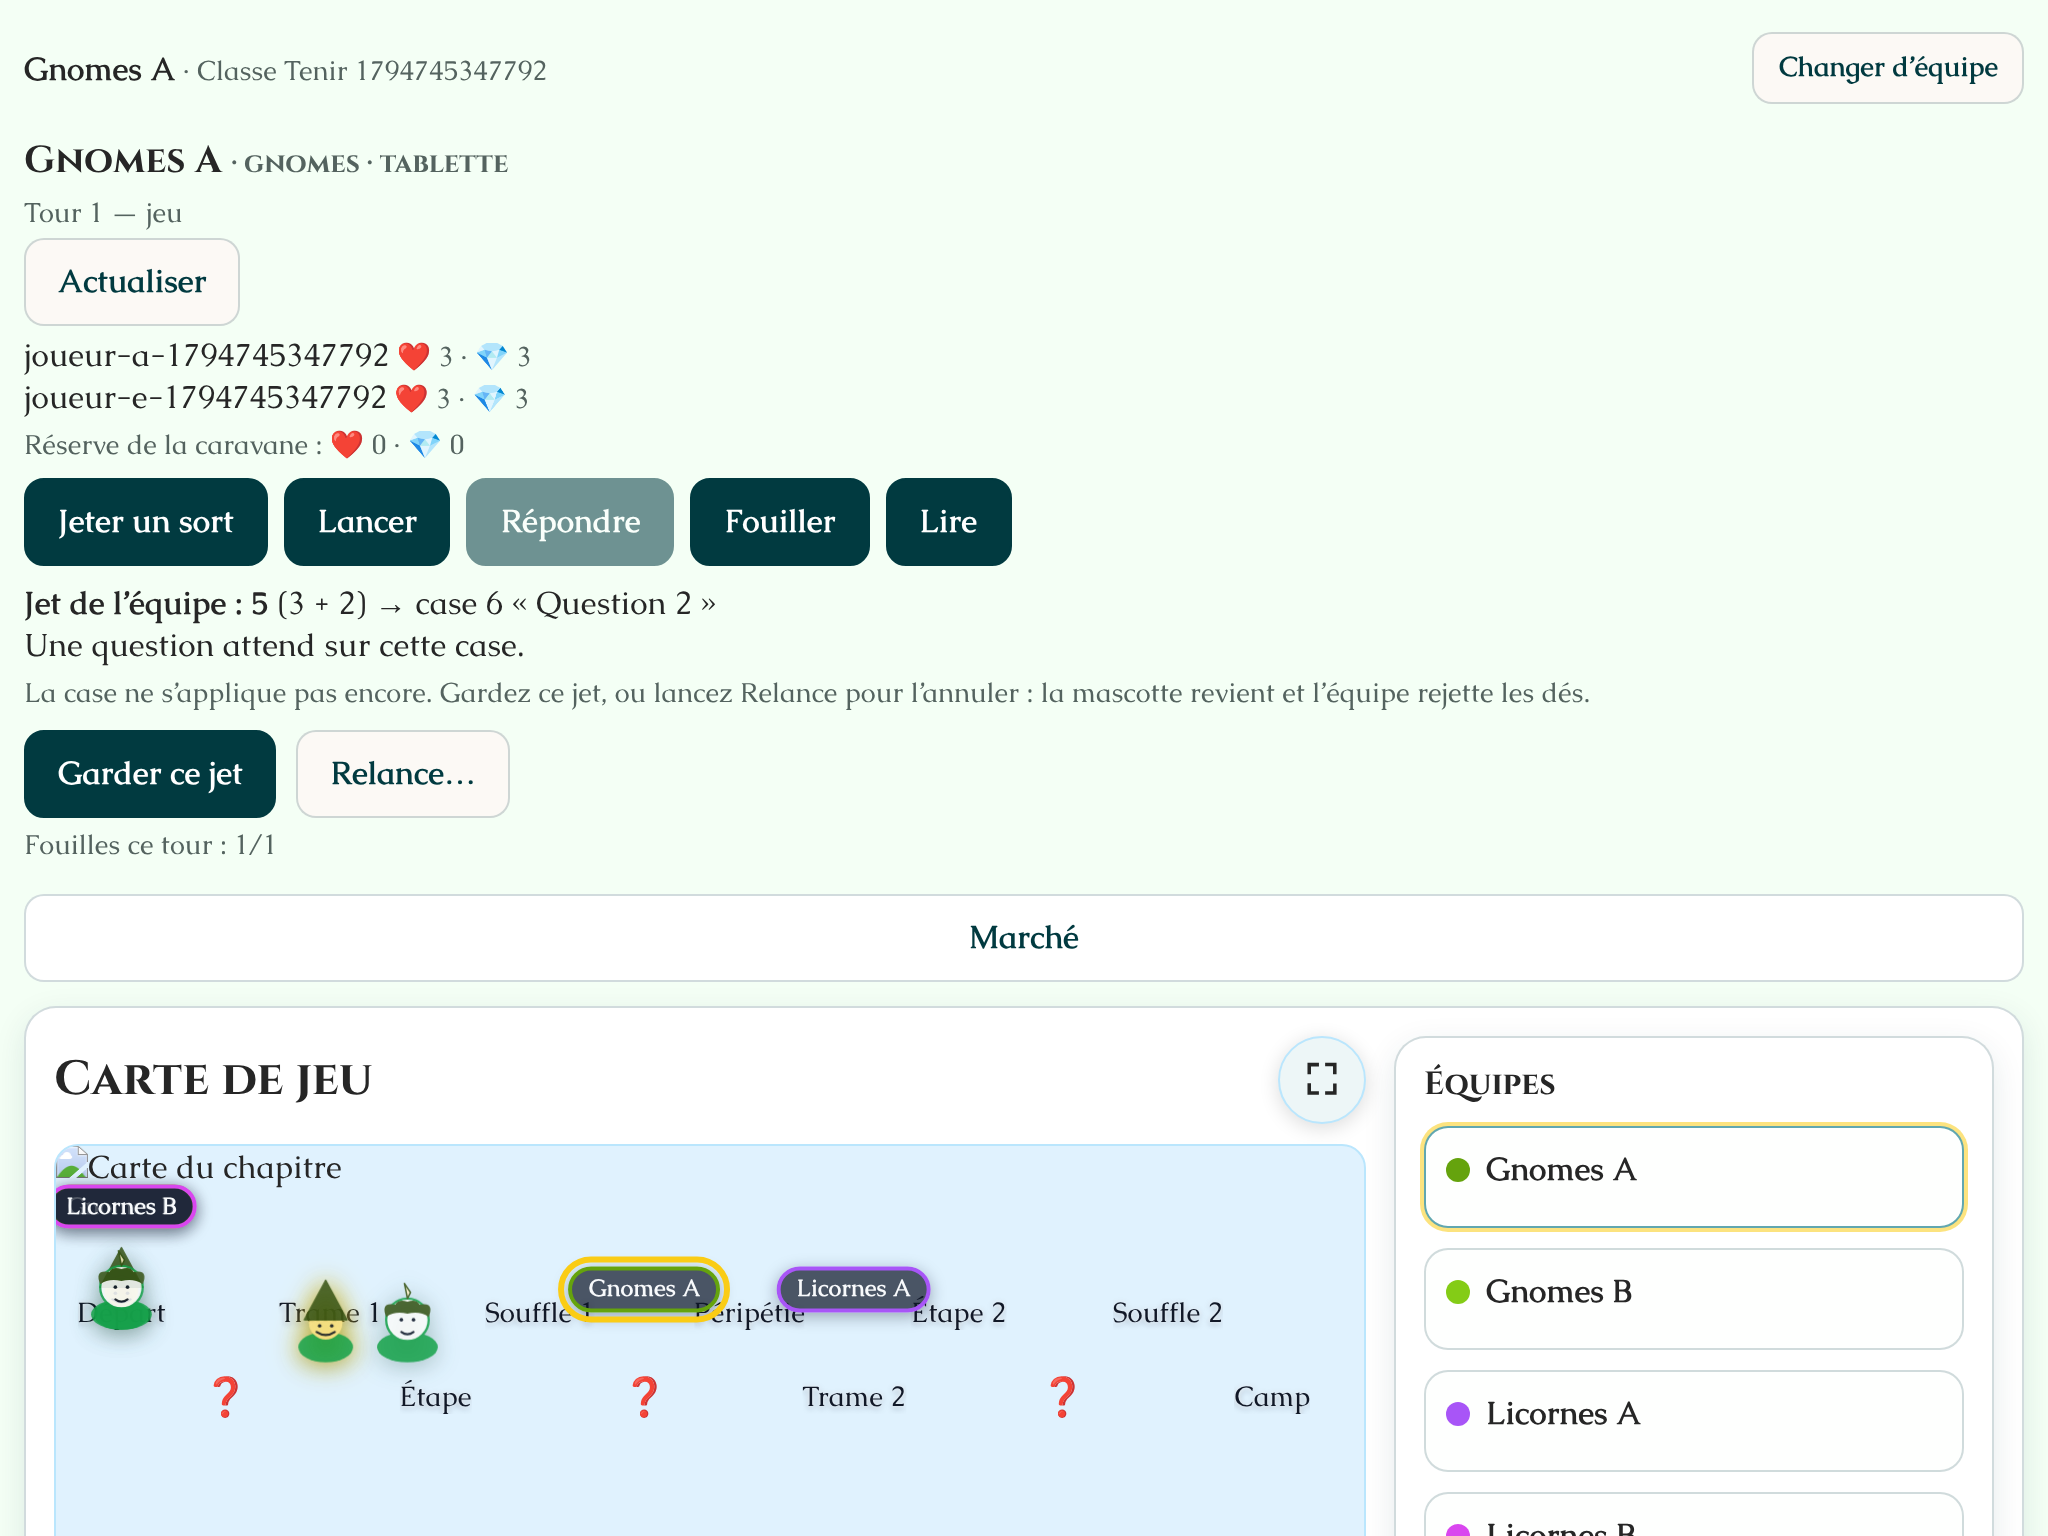 Gnomes A · Classe Tenir 1794745347792
Changer d’équipe
Gnomes A · gnomes · tablette
Tour 1 — jeu
Actualiser
joueur-a-1794745347792 ❤️ 3 · 💎 3
joueur-e-1794745347792 ❤️ 3 · 💎 3
Réserve de la caravane : ❤️ 0 · 💎 0
Jeter un sort
Lancer
Répondre
Fouiller
Lire
Jet de l’équipe : 5 (3 + 2) → case 6 « Question 2 »
Une question attend sur cette case.
La case ne s’applique pas encore. Gardez ce jet, ou lancez Relance pour l’annuler : la mascotte revient et l’équipe rejette les dés.
Garder ce jet
Relance…
Fouilles ce tour : 1/1
Marché
Carte de jeu
Carte du chapitre
Licornes B
Gnomes A
Licornes A
Trame 1
Souffle 1
Péripétie
Étape 2
Souffle 2
❓
Étape
❓
Trame 2
❓
Camp
Équipes
Gnomes A
Gnomes B
Licornes A
Licornes B